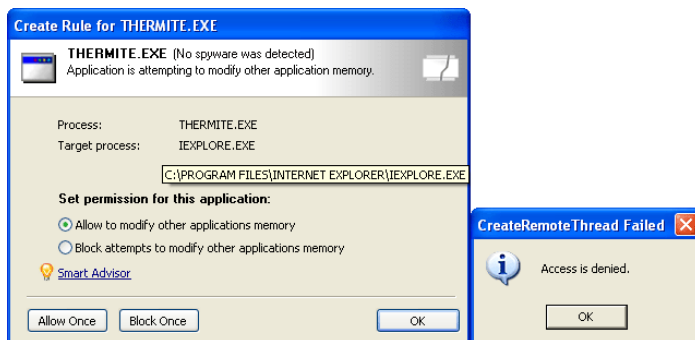 Create Rule for THERMITE.EXE
THERMITE.EXE (No spyware was detected)
Application is attempting to modify other application memory.
Process: THERMITE.EXE
Target process: IEXPLORE.EXE
C:\PROGRAM FILES\INTERNET EXPLORER\IEXPLORE.EXE
Set permission for this application:
Allow to modify other applications memory
Block attempts to modify other applications memory
Smart Advisor
Allow Once Block Once OK
CreateRemoteThread Failed
Access is denied.
OK